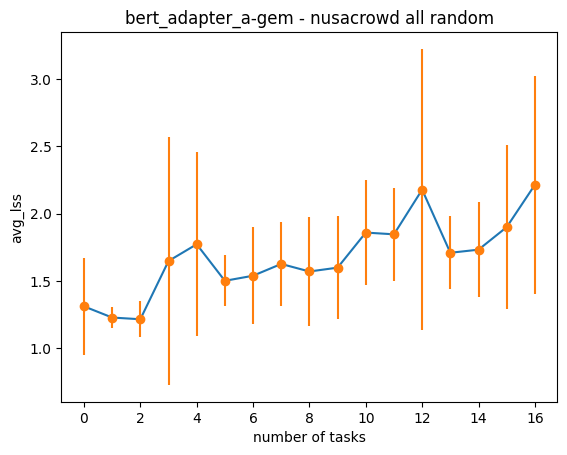 bert_adapter_a-gem - nusacrowd all random
avg_lss
3.0
2.5
2.0
1.5
1.0
0 2 4 6 8 10 12 14 16
number of tasks